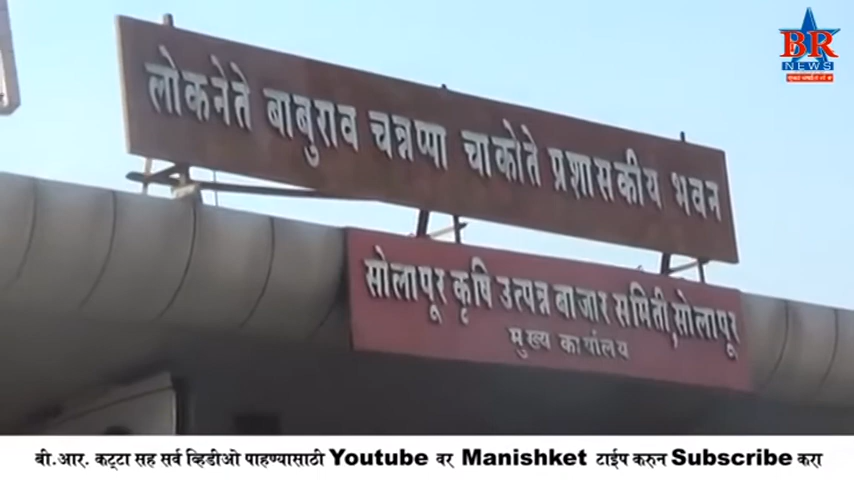 BR
NEWS
लोकनेते बाबुराव चन्नप्पा चाकोते प्रशासकीय भवन
सोलापूर कृषि उत्पन्न बाजार समिती, सोलापूर
मुख्य कार्यालय
बी.आर. कट्टा सह सर्व व्हिडीओ पाहण्यासाठी Youtube वर Manishket टाईप करुन Subscribe करा